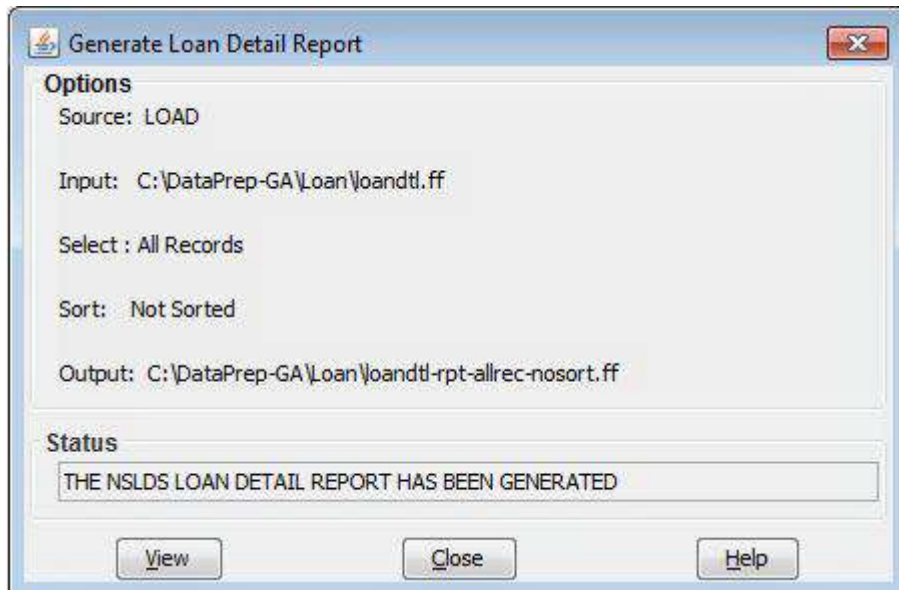 Generate Loan Detail Report
Options
Source: LOAD
Input: C:\DataPrep-GA\Loan\loandtl.ff
Select : All Records
Sort: Not Sorted
Output: C:\DataPrep-GA\Loan\loandtl-rpt-allrec-nosort.ff
Status
THE NSLDS LOAN DETAIL REPORT HAS BEEN GENERATED
View Close Help